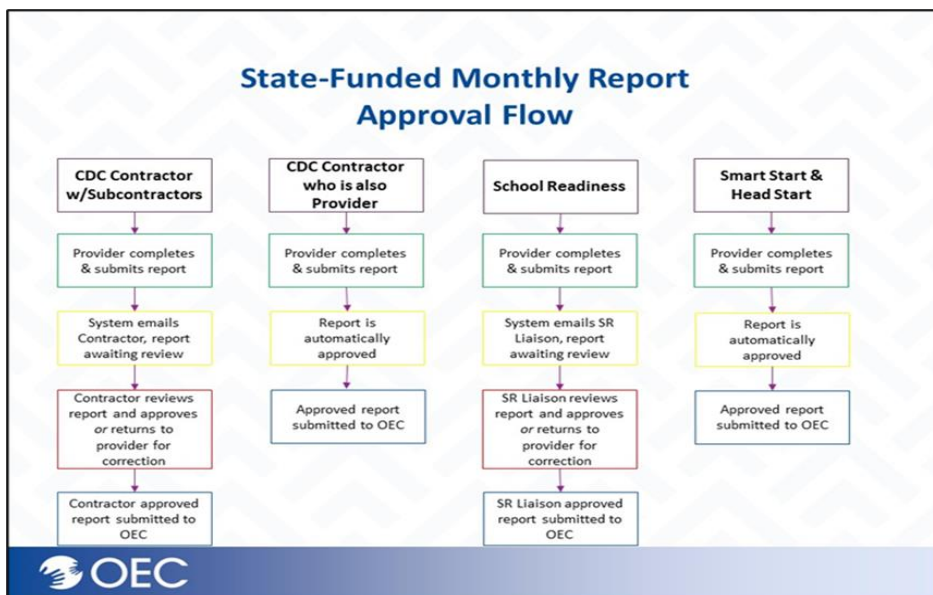 State-Funded Monthly Report
Approval Flow
CDC Contractor
w/Subcontractors
Provider completes
& submits report
System emails
Contractor, report
awaiting review
Contractor reviews
report and approves
or returns to
provider for
correction
Contractor approved
report submitted to
OEC
CDC Contractor
who is also
Provider
Provider completes
& submits report
Report is
automatically
approved
Approved report
submitted to OEC
School Readiness
Provider completes
& submits report
System emails SR
Liaison, report
awaiting review
SR Liaison reviews
report and approves
or returns to
provider for
correction
SR Liaison approved
report submitted to
OEC
Smart Start &
Head Start
Provider completes
& submits report
Report is
automatically
approved
Approved report
submitted to OEC
OEC